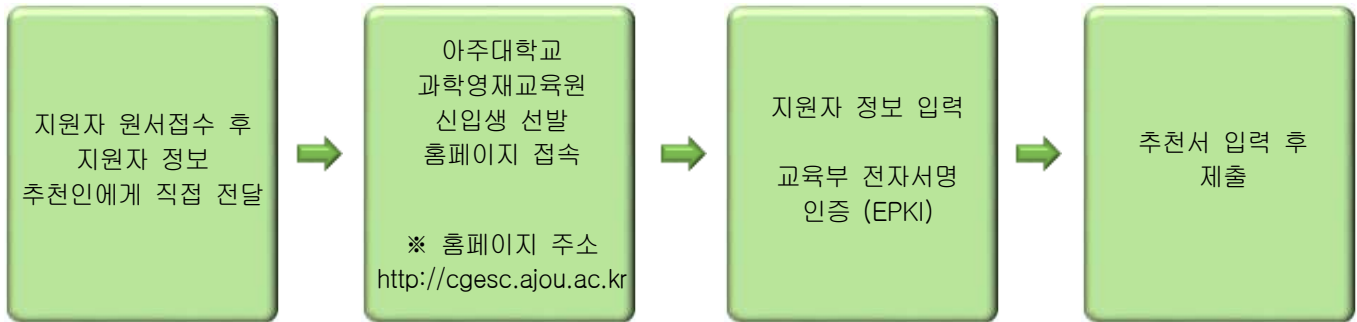 지원자 원서접수 후
지원자 정보
추천인에게 직접 전달
아주대학교
과학영재교육원
신입생 선발
홈페이지 접속
※ 홈페이지 주소
http://cgesc.ajou.ac.kr
지원자 정보 입력
교육부 전자서명
인증 (EPKI)
추천서 입력 후
제출